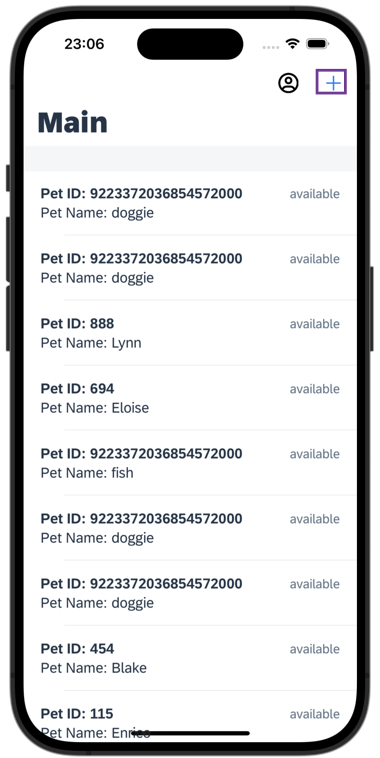 23:06
Main
Pet ID: 9223372036854572000 available
Pet Name: doggie
Pet ID: 9223372036854572000 available
Pet Name: doggie
Pet ID: 888 available
Pet Name: Lynn
Pet ID: 694 available
Pet Name: Eloise
Pet ID: 9223372036854572000 available
Pet Name: fish
Pet ID: 9223372036854572000 available
Pet Name: doggie
Pet ID: 9223372036854572000 available
Pet Name: doggie
Pet ID: 454 available
Pet Name: Blake
Pet ID: 115 available
Pet Name: Enrico